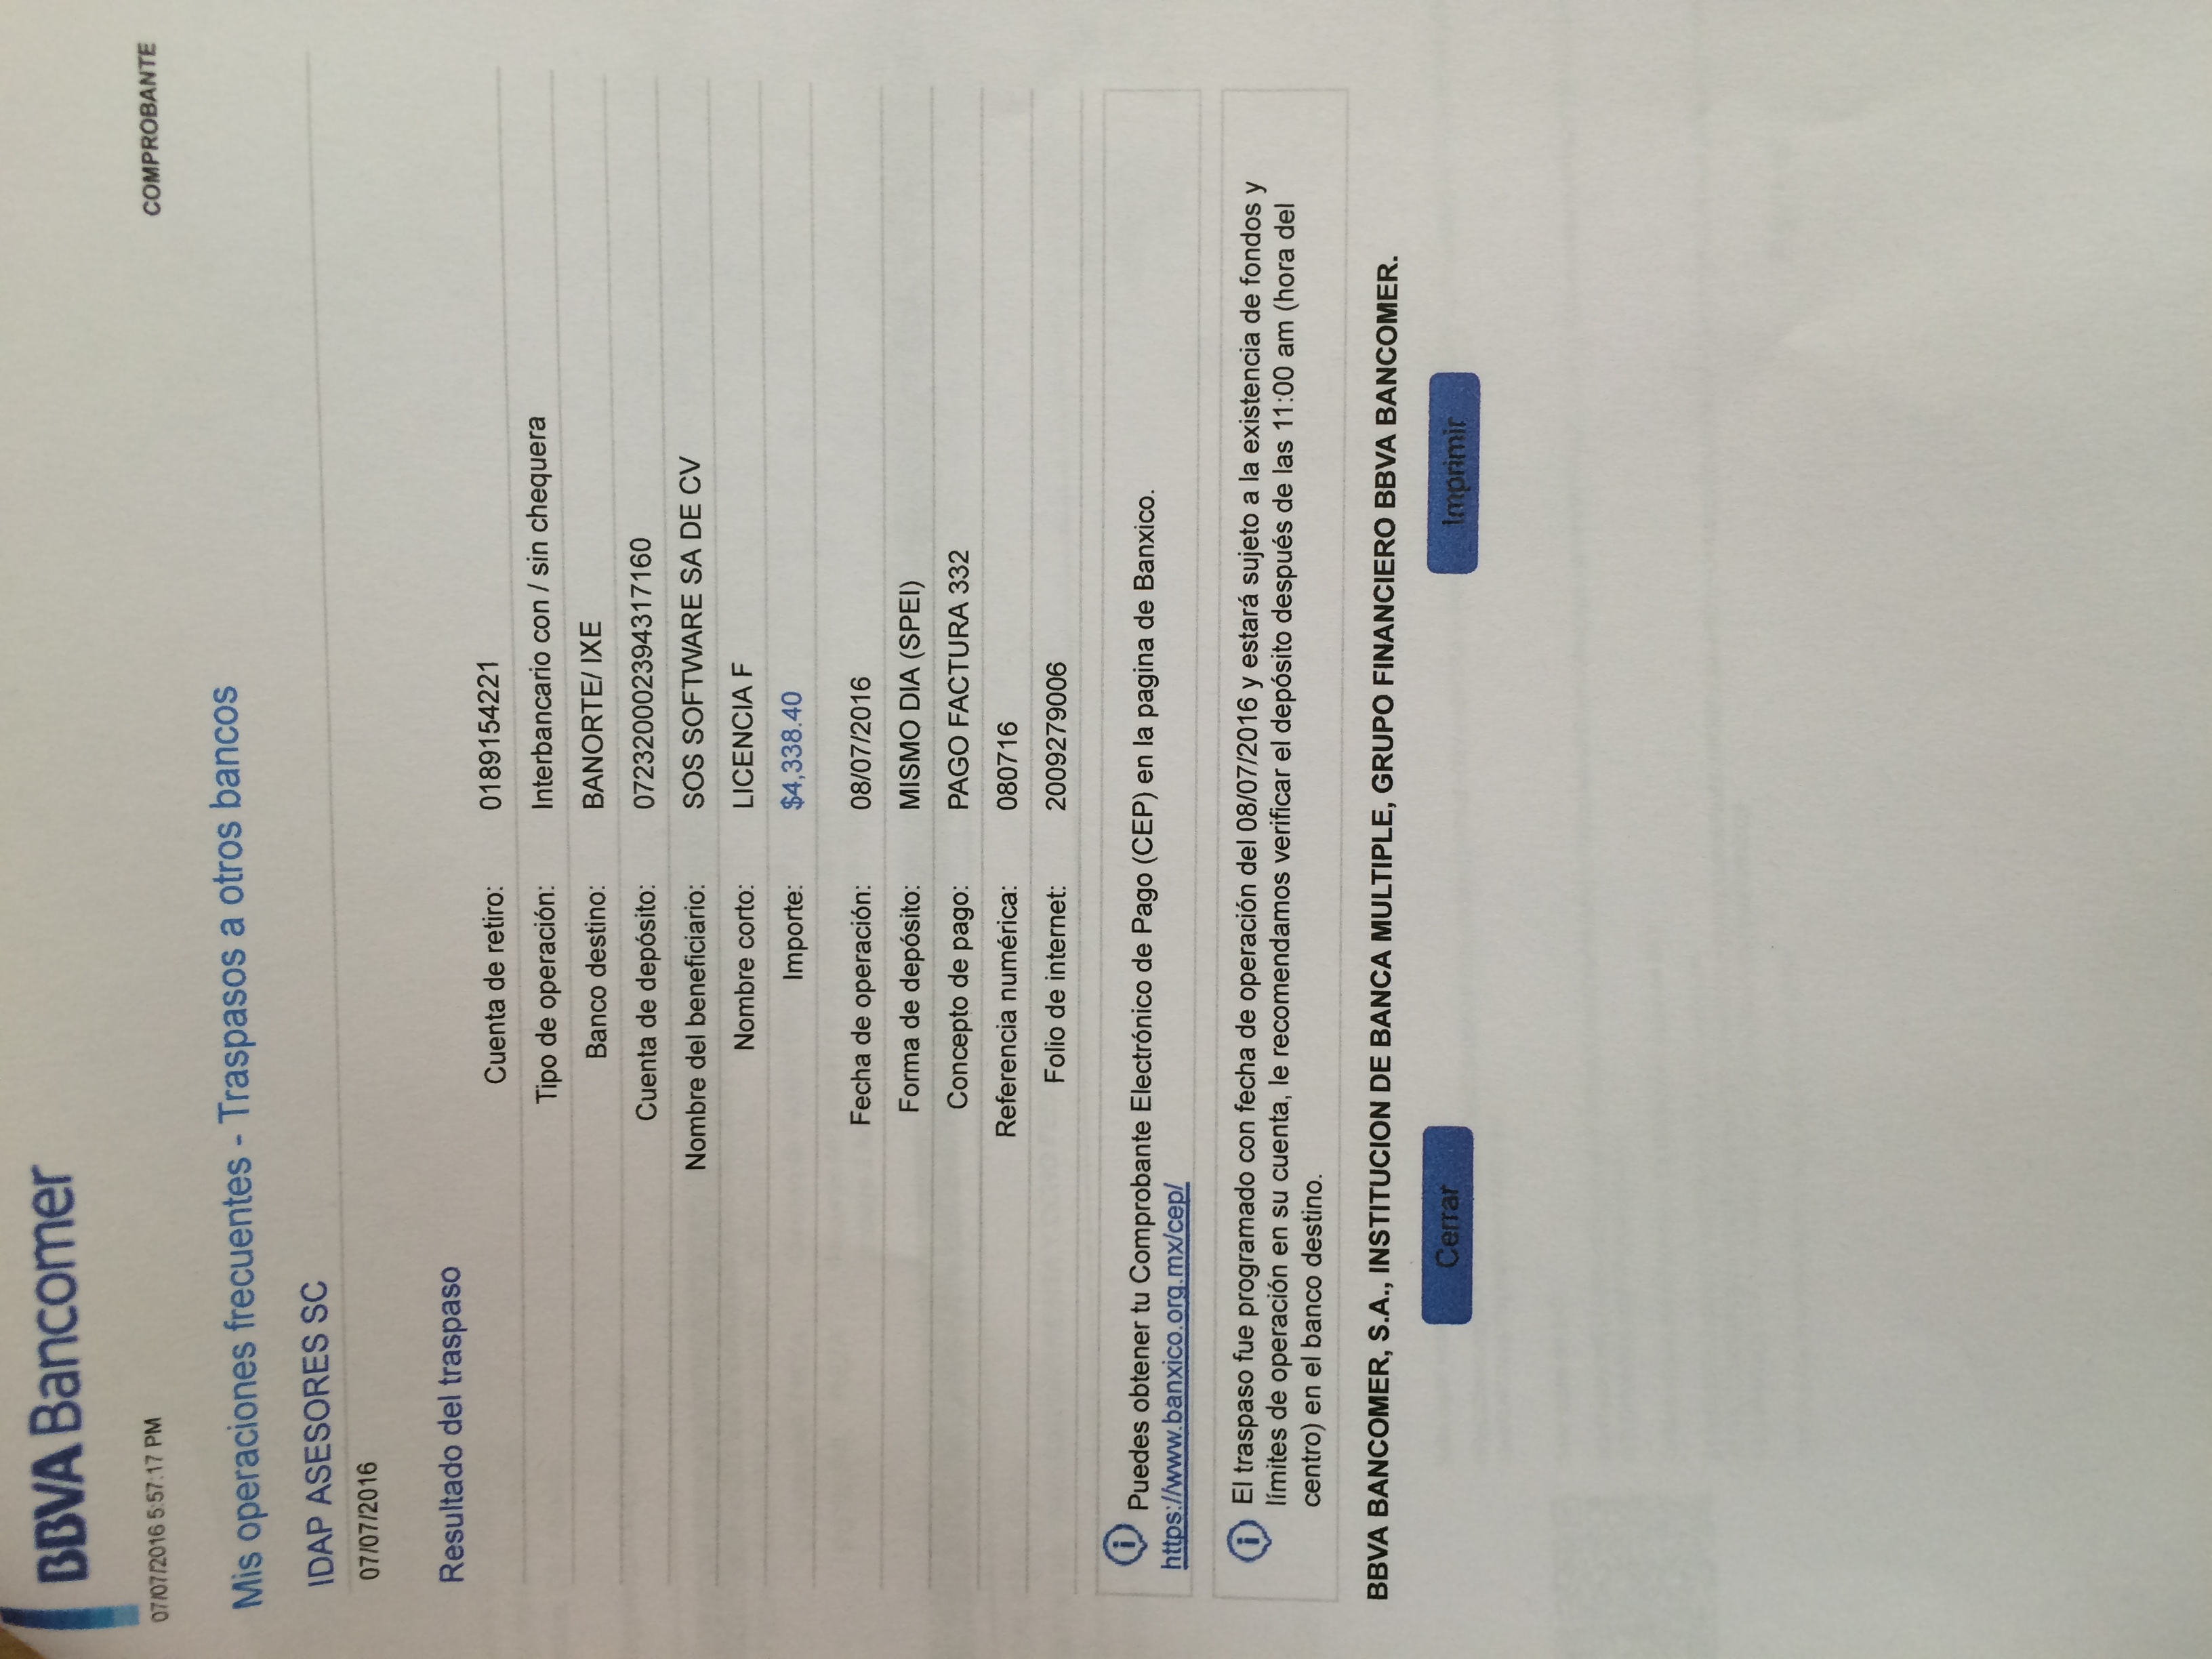 BBVA Bancomer
07/07/2016 5:57:17 PM
COMPROBANTE
Mis operaciones frecuentes - Traspasos a otros bancos
IDAP ASESORES SC
07/07/2016
Resultado del traspaso
Cuenta de retiro: 0189154221
Tipo de operación: Interbancario con / sin chequera
Banco destino: BANORTE/ IXE
Cuenta de depósito: 072320002394317160
Nombre del beneficiario: SOS SOFTWARE SA DE CV
Nombre corto: LICENCIA F
Importe: $4,338.40
Fecha de operación: 08/07/2016
Forma de depósito: MISMO DIA (SPEI)
Concepto de pago: PAGO FACTURA 332
Referencia numérica: 080716
Folio de internet: 2009279006
Puedes obtener tu Comprobante Electrónico de Pago (CEP) en la pagina de Banxico.
https://www.banxico.org.mx/cep/
El traspaso fue programado con fecha de operación del 08/07/2016 y estará sujeto a la existencia de fondos y
límites de operación en su cuenta, le recomendamos verificar el depósito después de las 11:00 am (hora del
centro) en el banco destino.
BBVA BANCOMER, S.A., INSTITUCION DE BANCA MULTIPLE, GRUPO FINANCIERO BBVA BANCOMER.
Cerrar
Imprimir